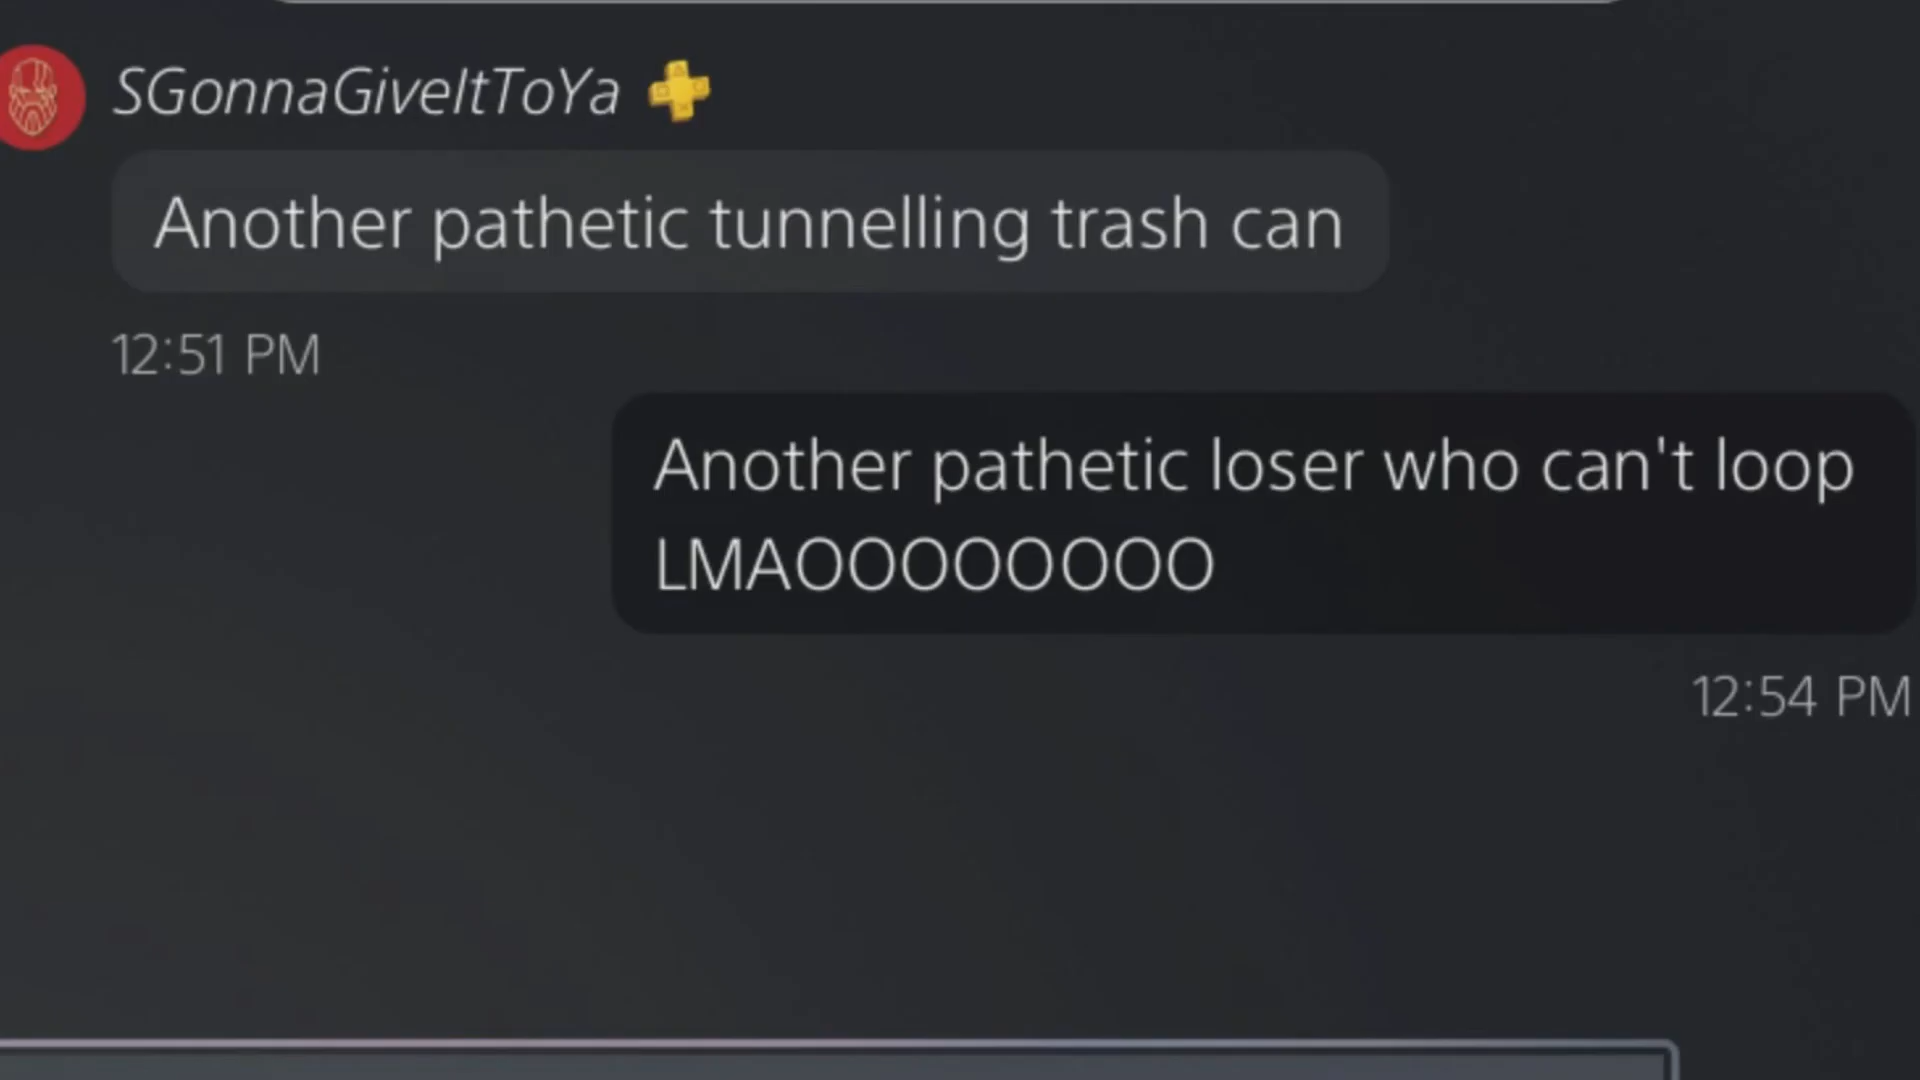 SGonnaGiveItToYa
Another pathetic tunnelling trash can
12:51 PM
Another pathetic loser who can't loop
LMAOOOOOOOO
12:54 PM